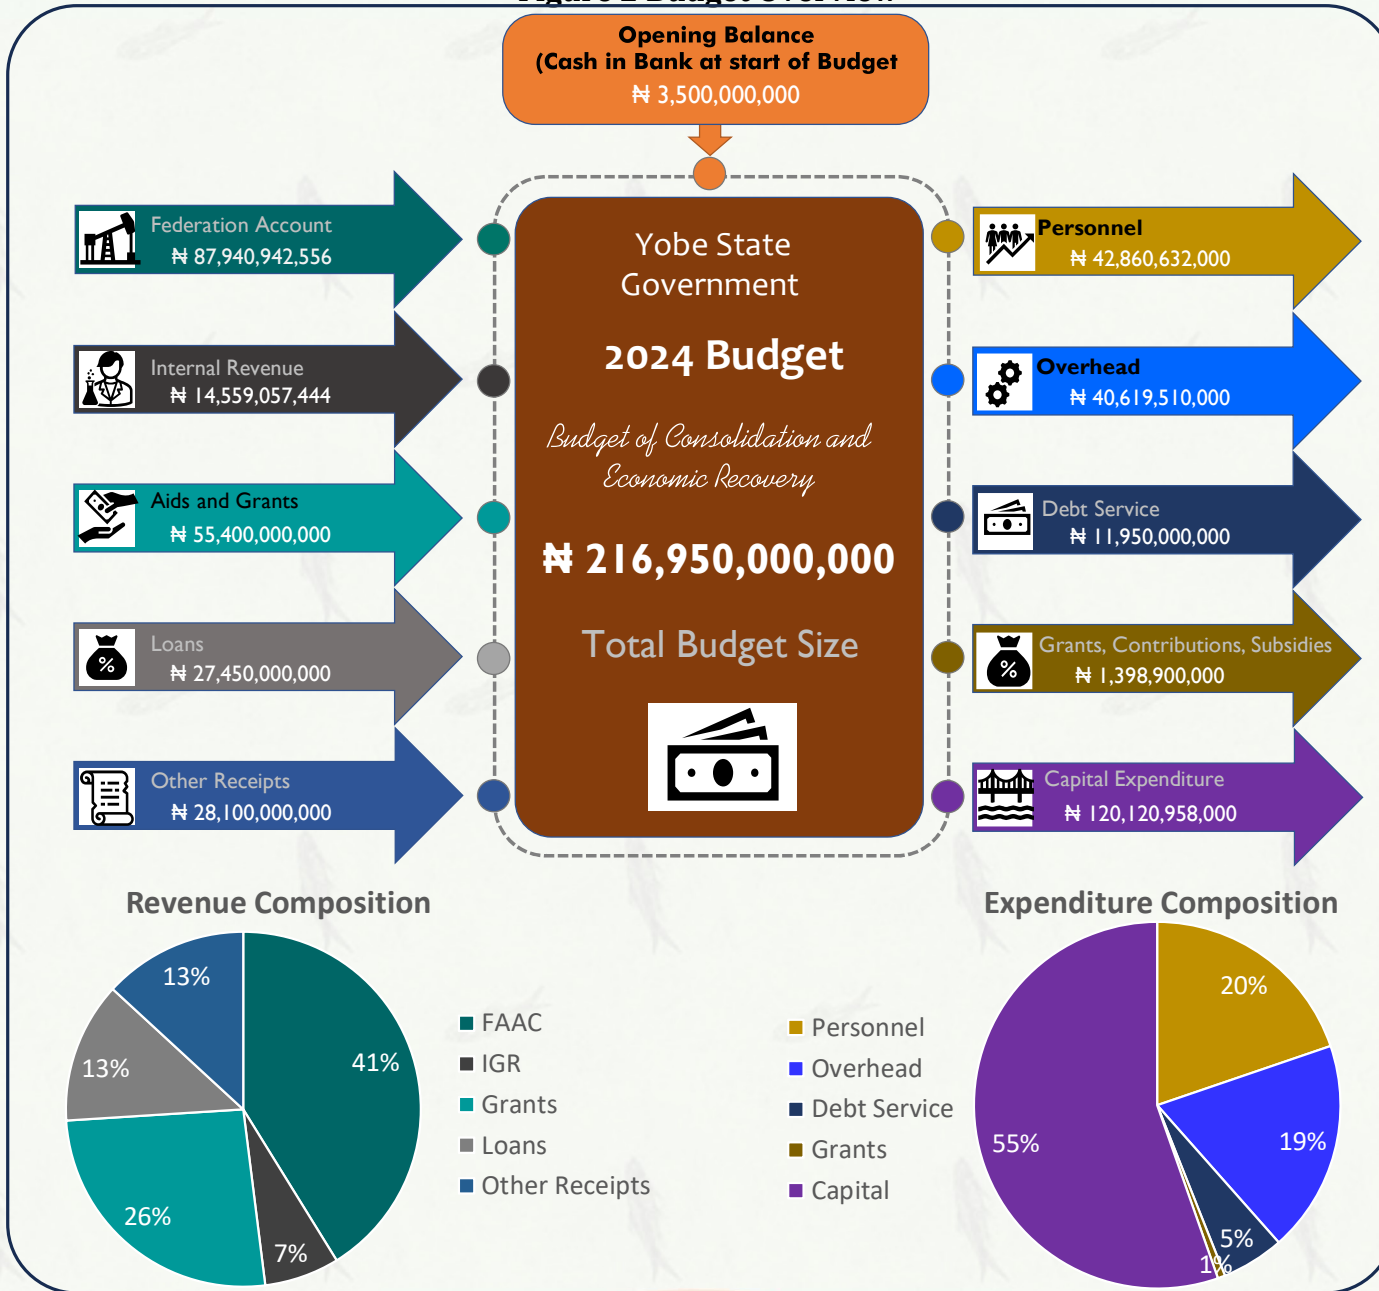 Figure 2 Budget Overview
Opening Balance
(Cash in Bank at start of Budget
₦ 3,500,000,000
Federation Account
₦ 87,940,942,556
Internal Revenue
₦ 14,559,057,444
Aids and Grants
₦ 55,400,000,000
Loans
₦ 27,450,000,000
Other Receipts
₦ 28,100,000,000
Yobe State
Government
2024 Budget
Budget of Consolidation and
Economic Recovery
₦ 216,950,000,000
Total Budget Size
Personnel
₦ 42,860,632,000
Overhead
₦ 40,619,510,000
Debt Service
₦ 11,950,000,000
Grants, Contributions, Subsidies
₦ 1,398,900,000
Capital Expenditure
₦ 120,120,958,000
Revenue Composition
13%
41%
13%
26%
7%
FAAC
IGR
Grants
Loans
Other Receipts
Expenditure Composition
Personnel
Overhead
Debt Service
Grants
Capital
20%
55%
19%
5%
1%